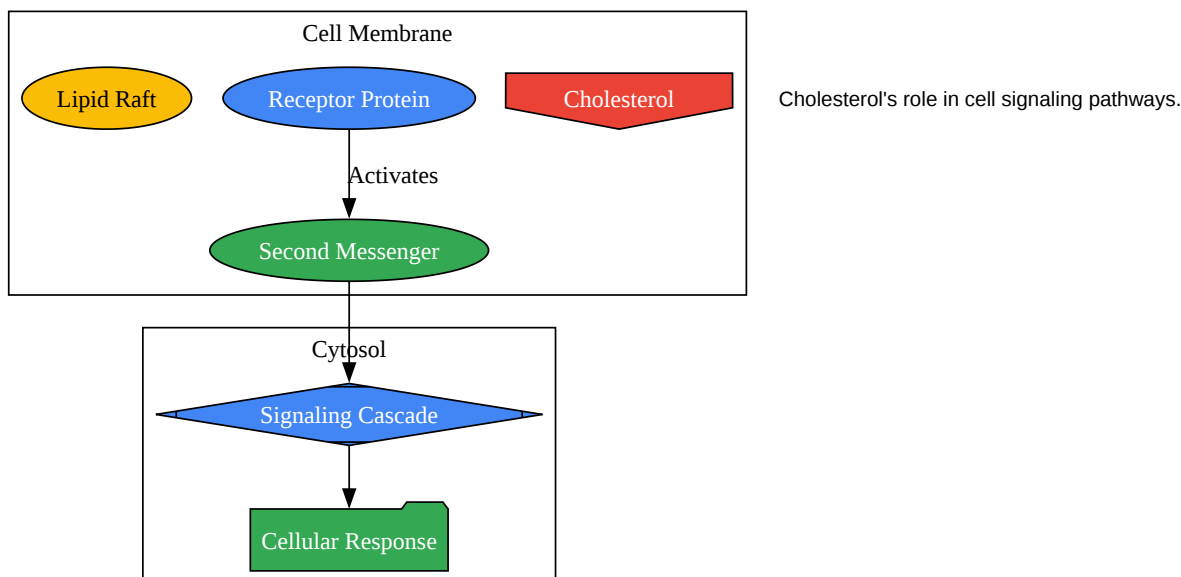 Cell Membrane
Lipid Raft
Receptor Protein
Cholesterol
Cholesterol's role in cell signaling pathways.
Activates
Second Messenger
Cytosol
Signaling Cascade
Cellular Response